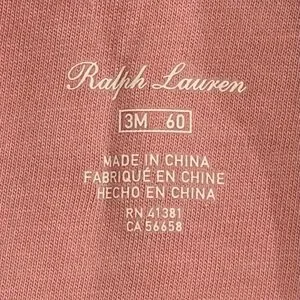 Ralph Lauren
3M 60
MADE IN CHINA
FABRIQUÉ EN CHINE
HECHO EN CHINA
RN 41381
CA 56658